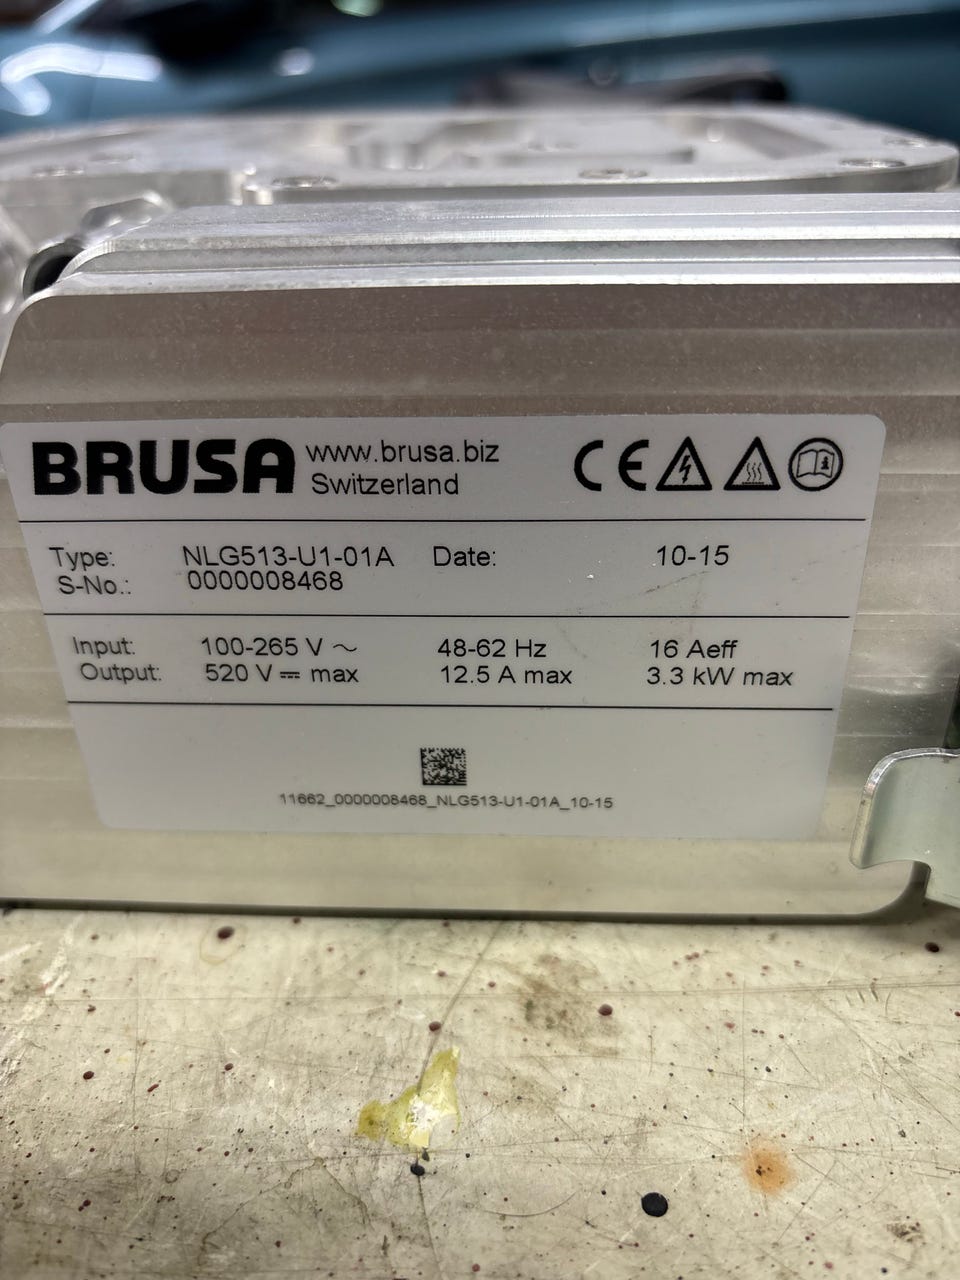 BRUSA www.brusa.biz
Switzerland
CE
Type: NLG513-U1-01A Date: 10-15
S-No.: 0000008468
Input: 100-265 V ~ 48-62 Hz 16 Aeff
Output: 520 V ⎓ max 12.5 A max 3.3 kW max
11662_0000008468_NLG513-U1-01A_10-15